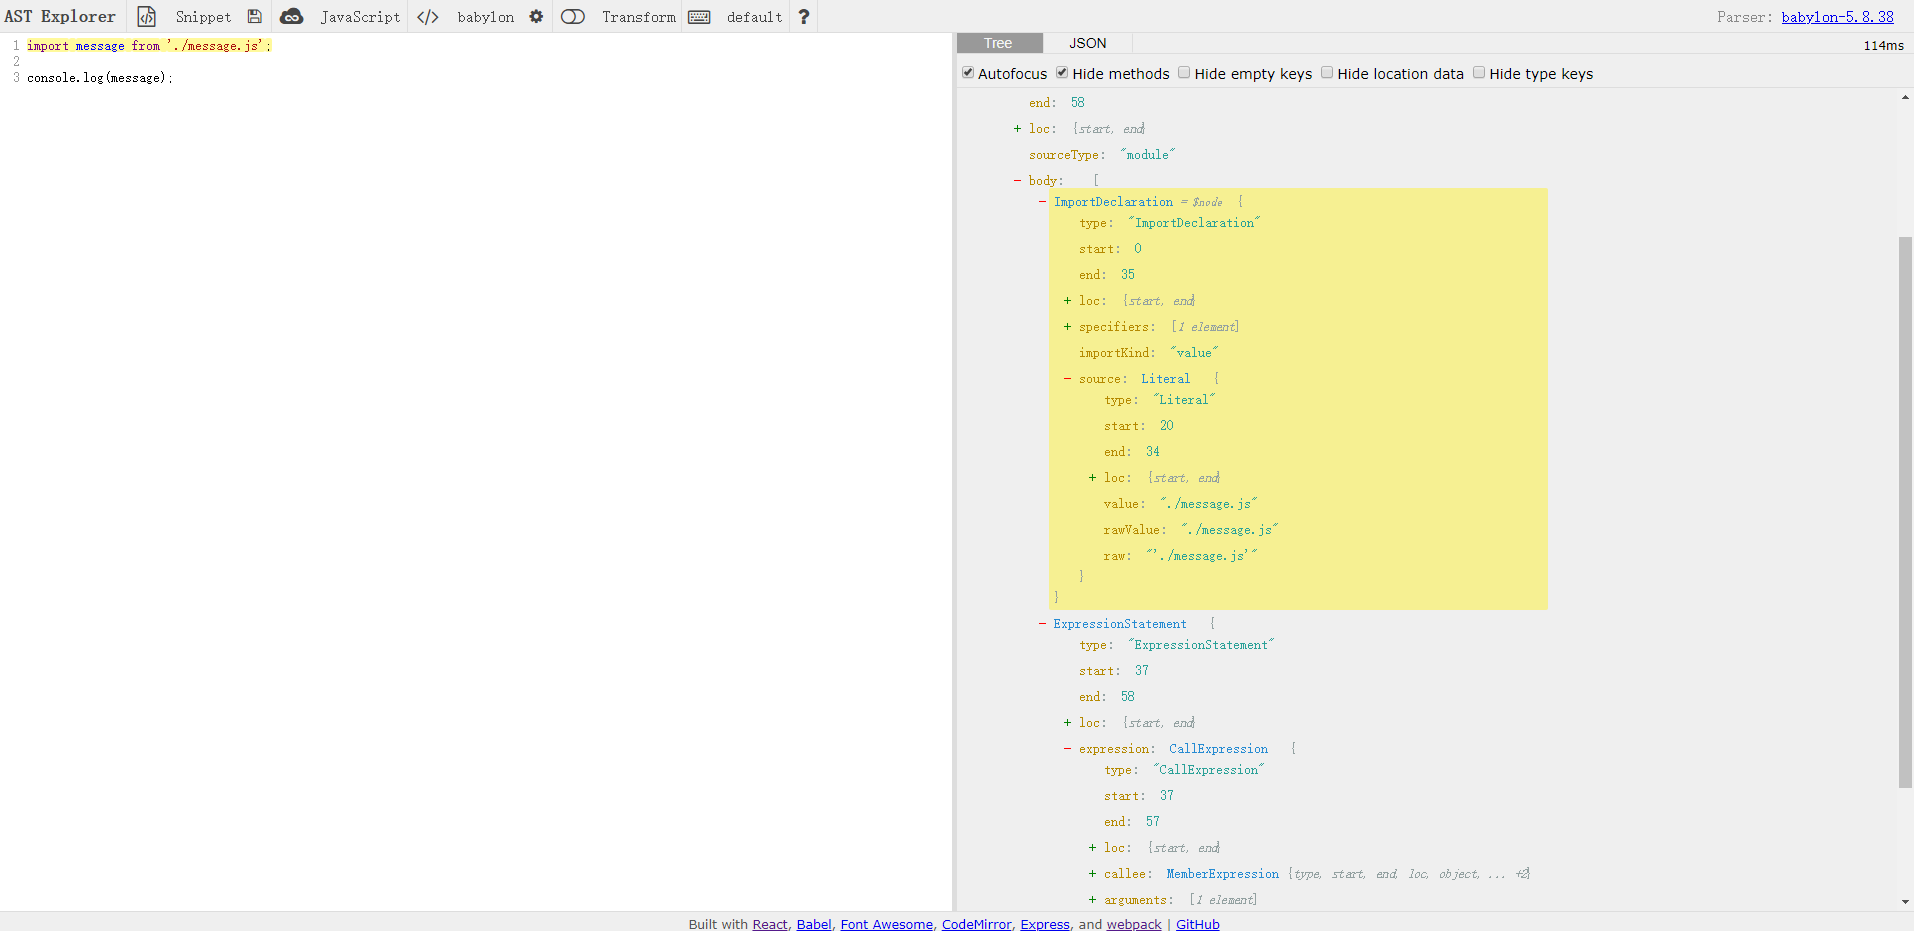 AST Explorer Snippet JavaScript </> babylon Transform default ? Parser: babylon-5.8.38
1 import message from './message.js';
2
3 console.log(message);
Tree JSON 114ms
Autofocus Hide methods Hide empty keys Hide location data Hide type keys
end: 58
+ loc: {start, end}
sourceType: "module"
- body: [
- ImportDeclaration = $node {
type: "ImportDeclaration"
start: 0
end: 35
+ loc: {start, end}
+ specifiers: [1 element]
importKind: "value"
- source: Literal {
type: "Literal"
start: 20
end: 34
+ loc: {start, end}
value: "./message.js"
rawValue: "./message.js"
raw: "'./message.js'"
}
}
- ExpressionStatement {
type: "ExpressionStatement"
start: 37
end: 58
+ loc: {start, end}
- expression: CallExpression {
type: "CallExpression"
start: 37
end: 57
+ loc: {start, end}
+ callee: MemberExpression {type, start, end, loc, object, ... +2}
+ arguments: [1 element]
Built with React, Babel, Font Awesome, CodeMirror, Express, and webpack | GitHub